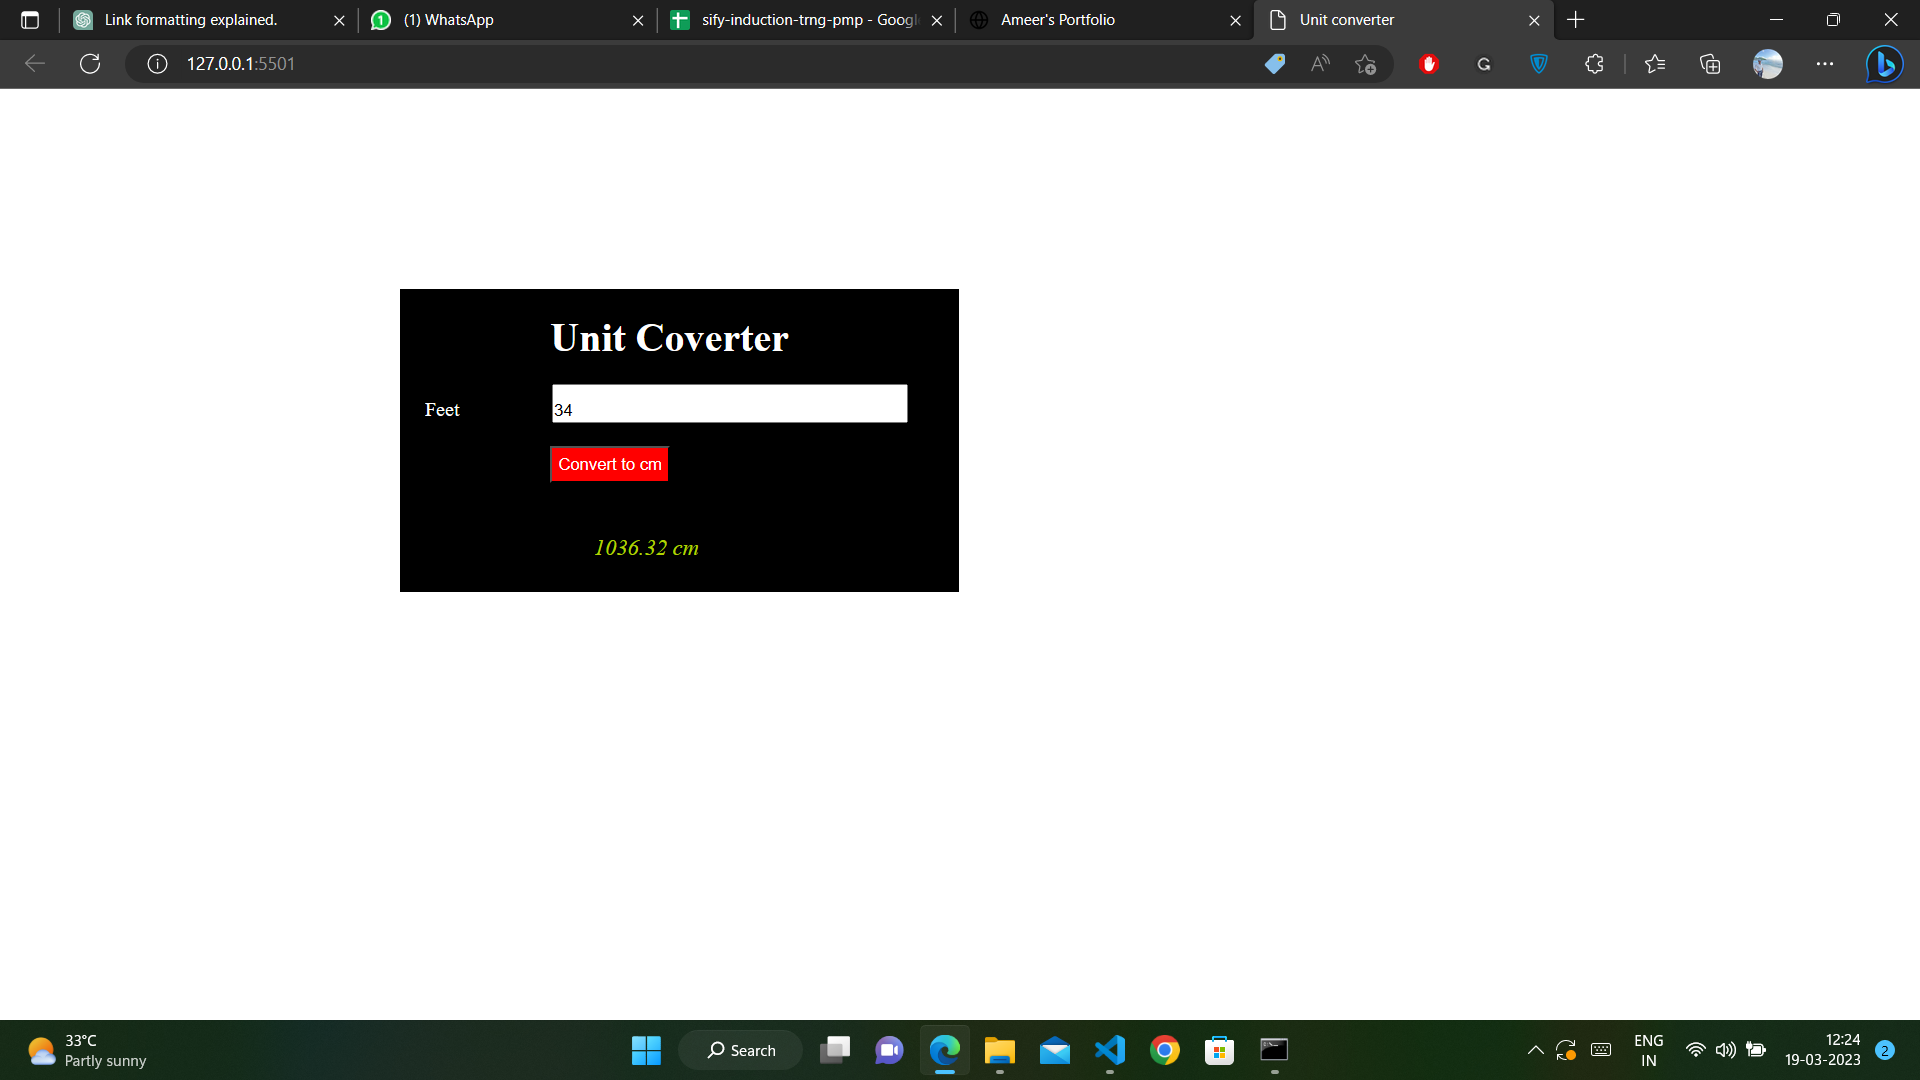 Link formatting explained.
(1) WhatsApp
sify-induction-trng-pmp - Googl
Ameer's Portfolio
Unit converter
127.0.0.1:5501
Unit Coverter
Feet
34
Convert to cm
1036.32 cm
33°C
Partly sunny
Search
ENG
IN
12:24
19-03-2023
2